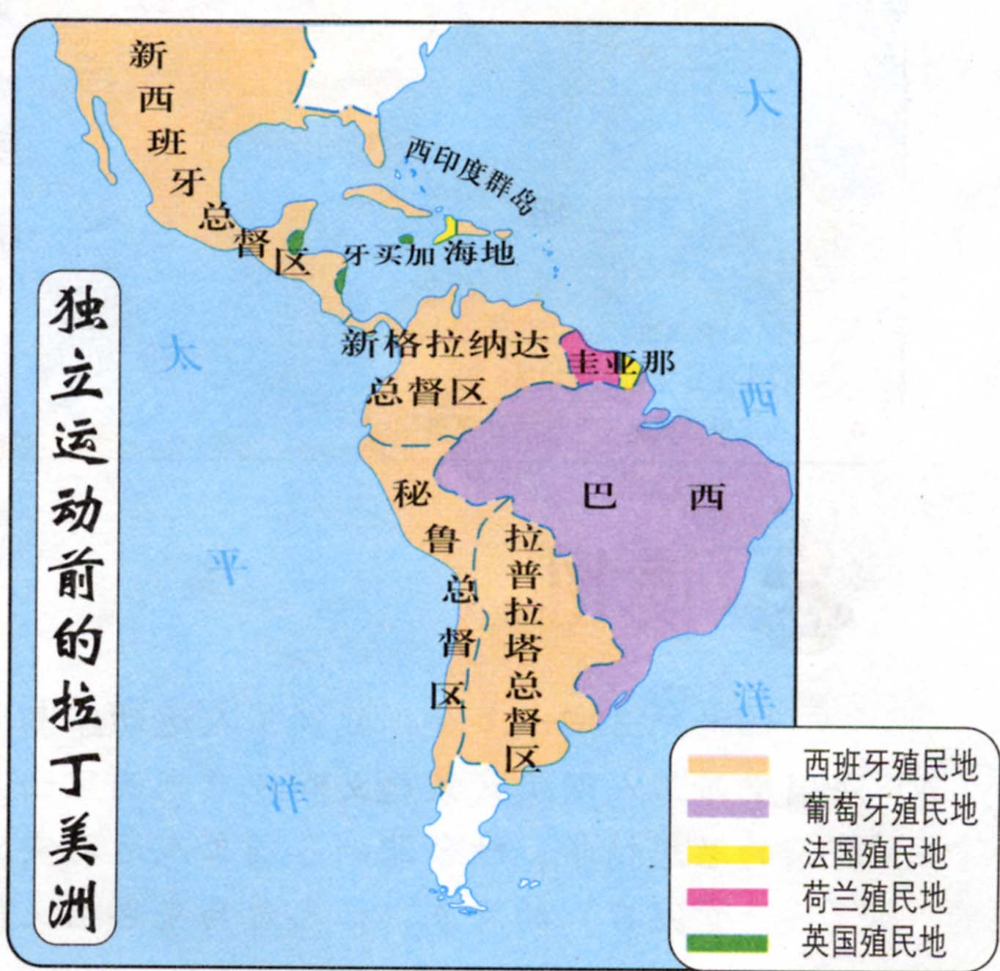 独立运动前的拉丁美洲
新西班牙总督区
西印度群岛
牙买加
海地
新格拉纳达
总督区
圭亚那
巴西
秘鲁总督区
拉普拉塔总督区
太平洋
大西洋
西班牙殖民地
葡萄牙殖民地
法国殖民地
荷兰殖民地
英国殖民地